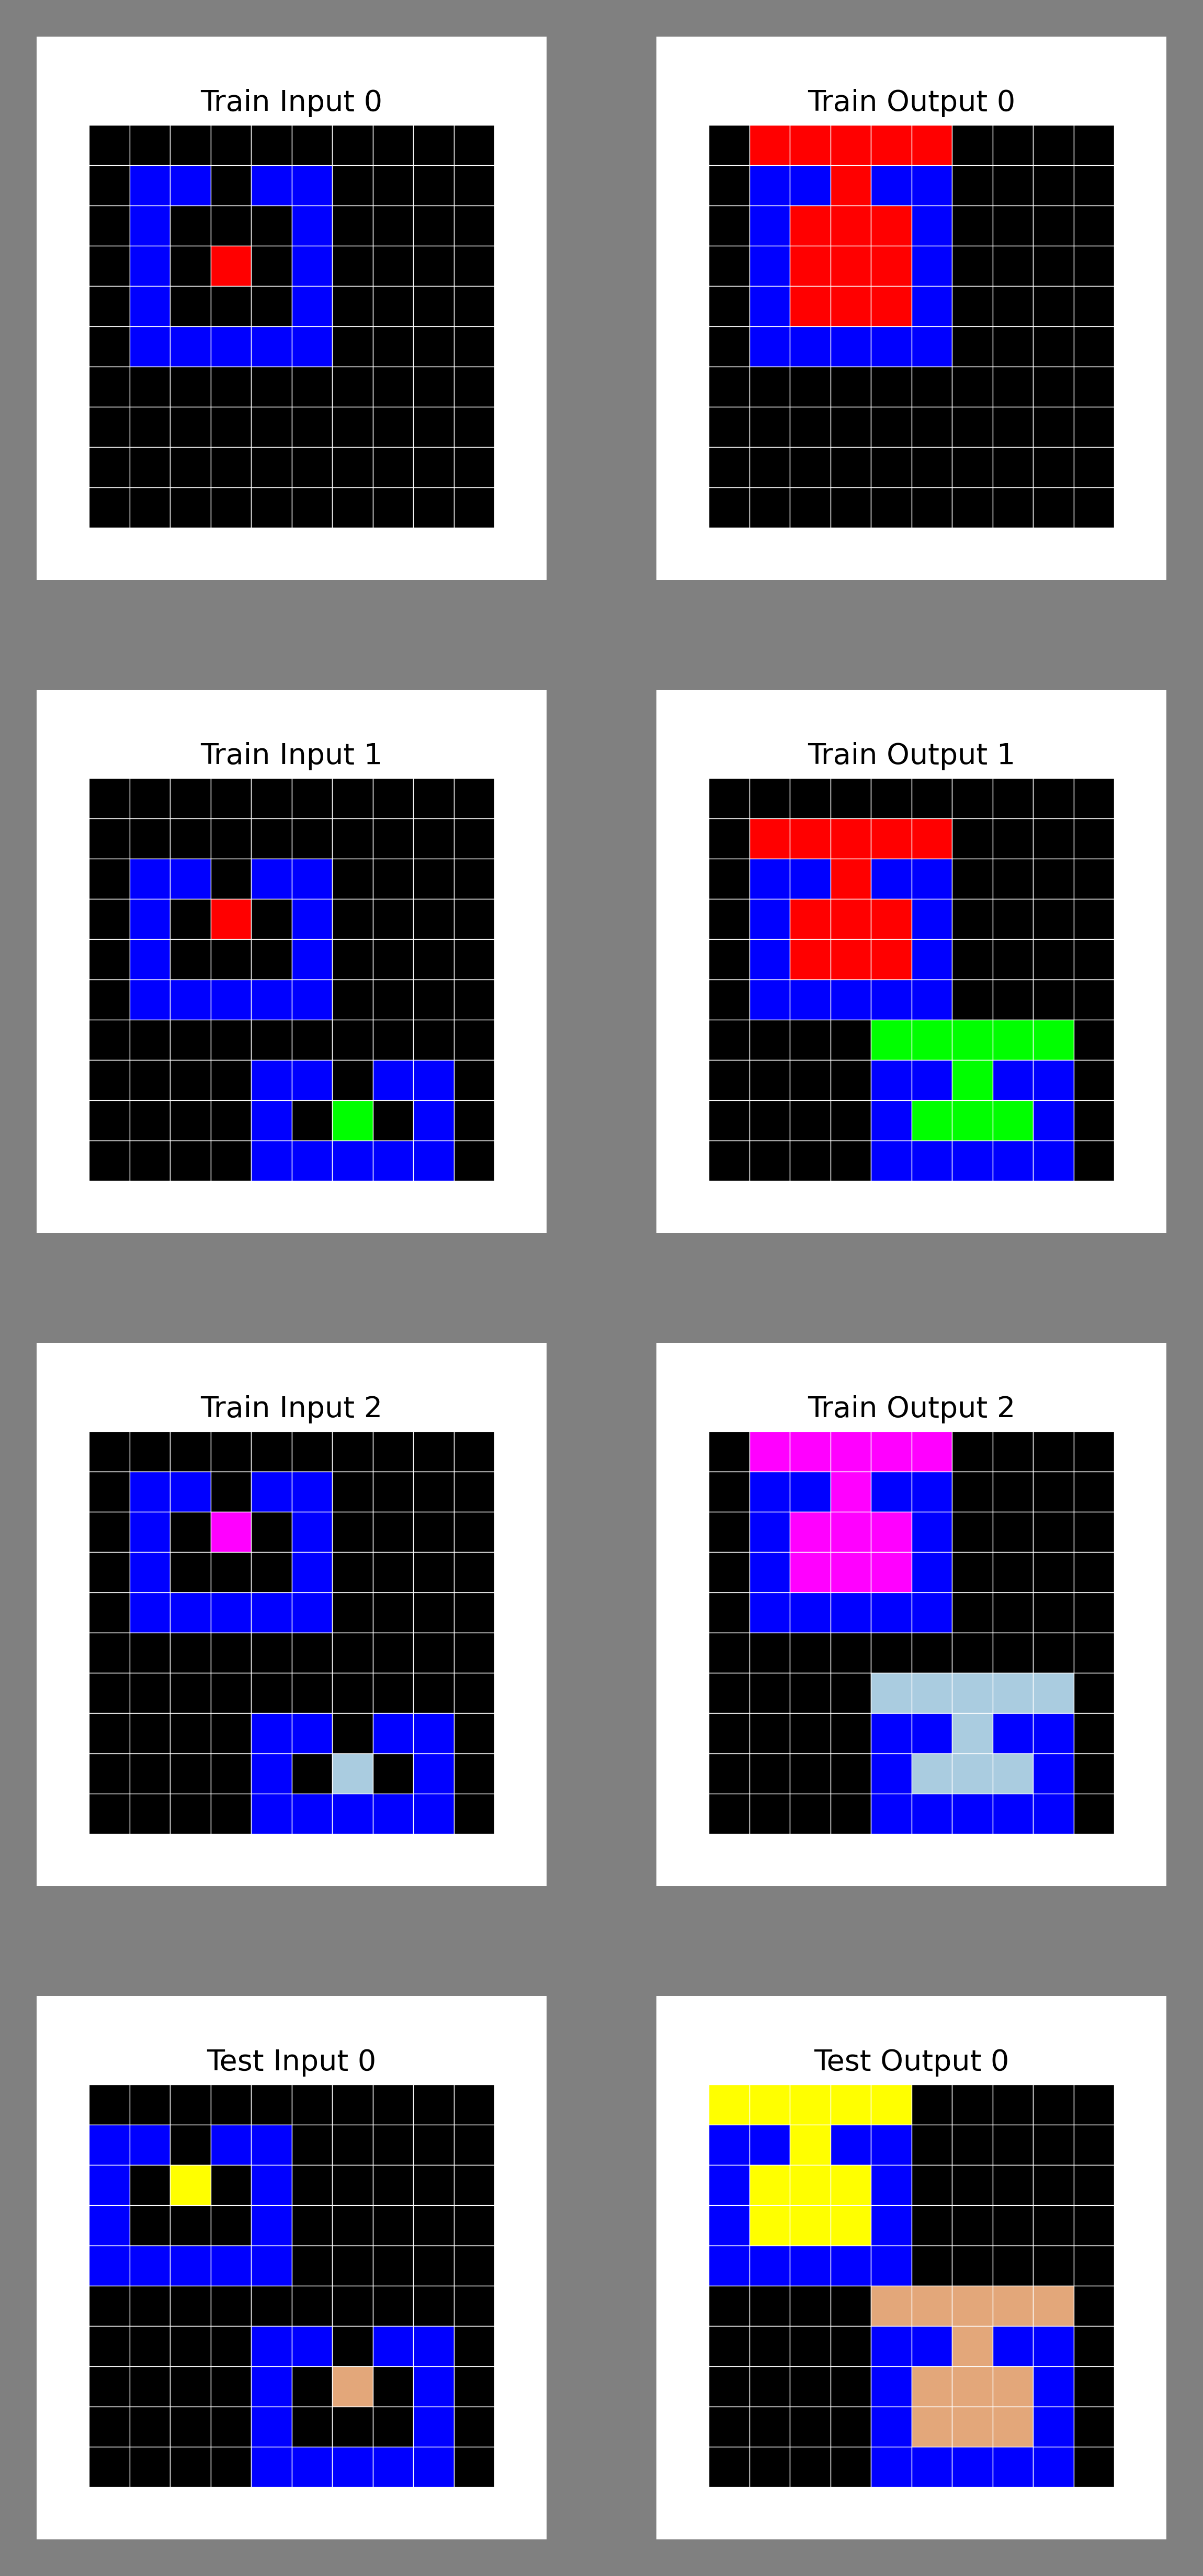 Train Input 0
Train Output 0
Train Input 1
Train Output 1
Train Input 2
Train Output 2
Test Input 0
Test Output 0